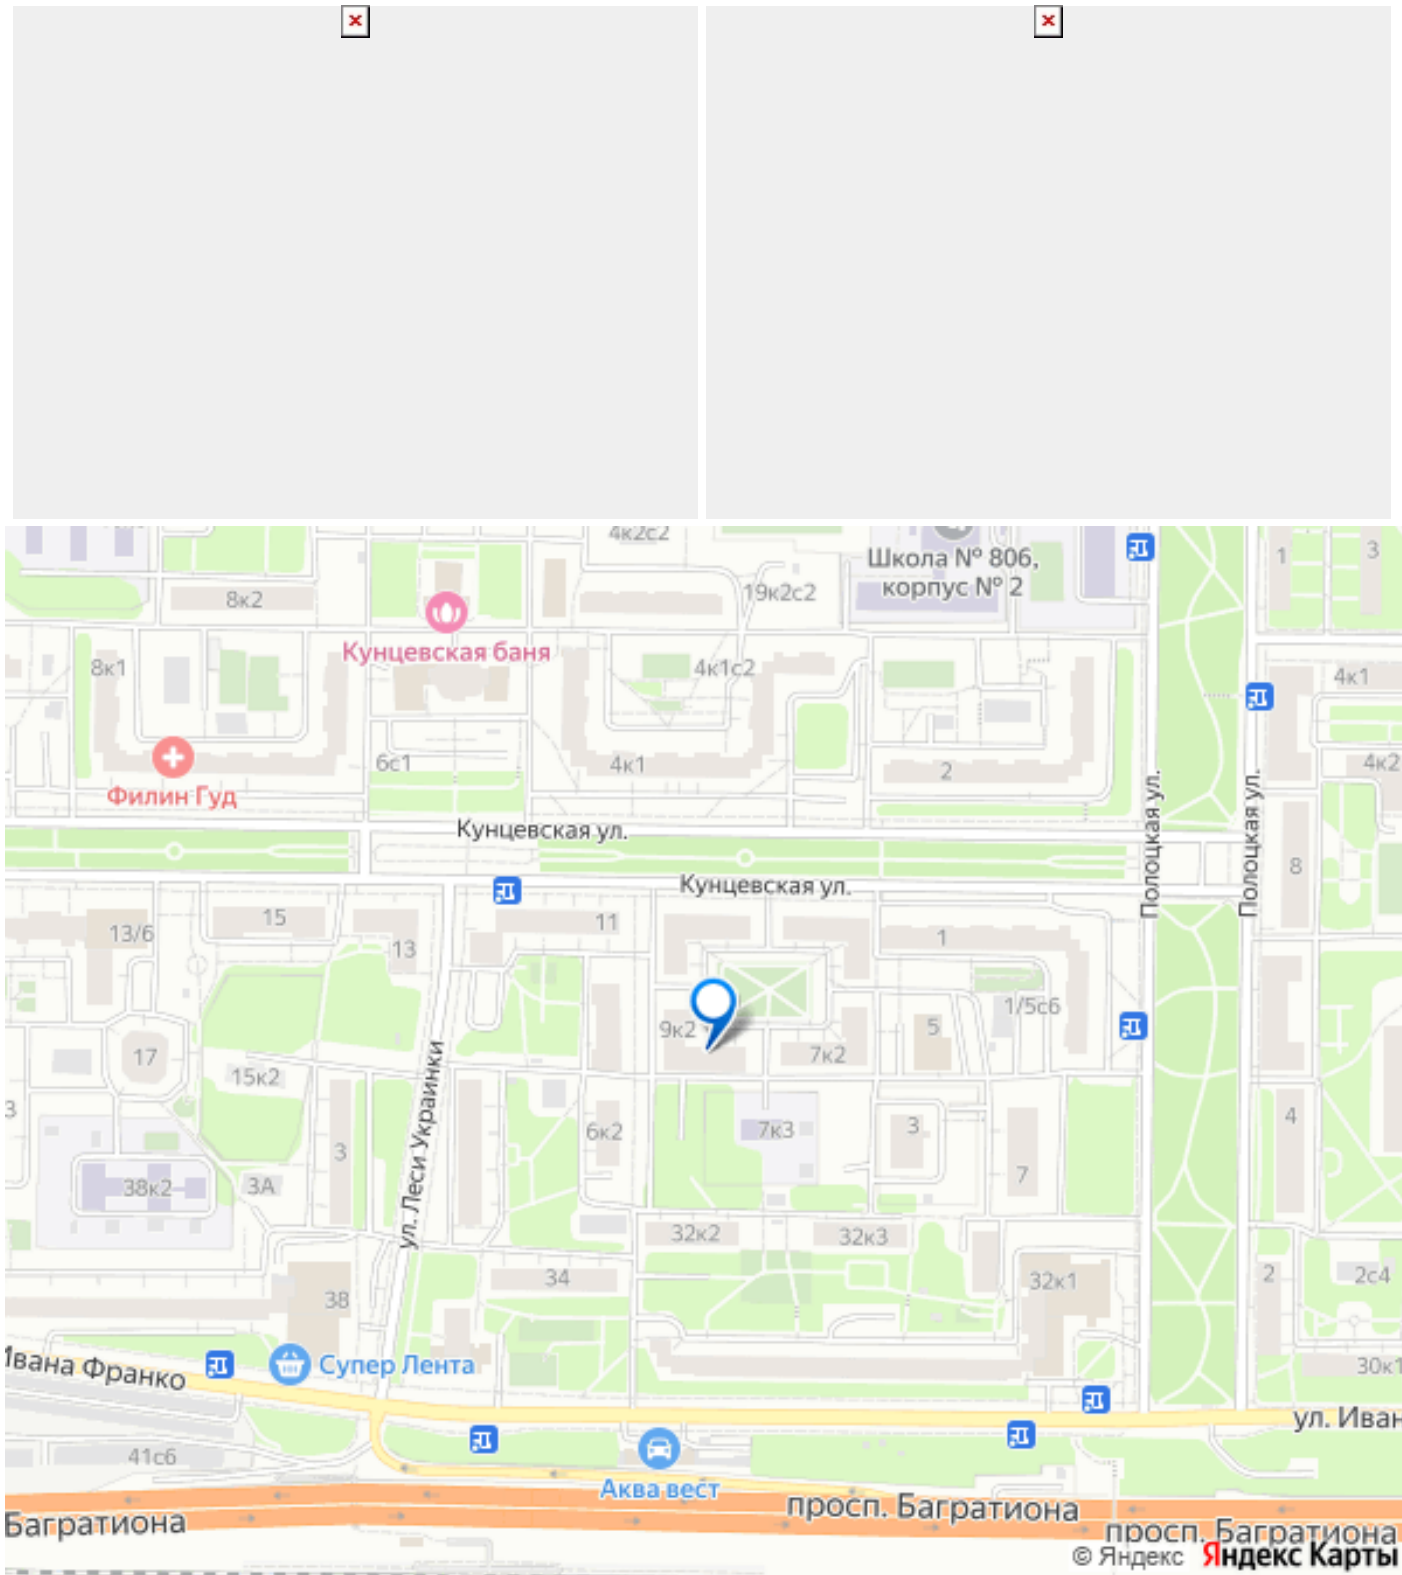 4к2с2
Школа № 806,
корпус № 2
1
3
8к2
19к2с2
Кунцевская баня
8к1
4к1с2
4к1
6с1
4к1
2
4к2
Филин Гуд
Полоцкая ул.
Полоцкая ул.
Кунцевская ул.
Кунцевская ул.
8
15
11
13/6
13
1
9к2
1/5с6
5
7к2
17
15к2
ул. Леси Украинки
3
6к2
7к3
3
4
3
7
38к2
3А
32к2
32к3
34
32к1
2
2с4
38
Ивана Франко
Супер Лента
30к1
ул. Иван
41с6
Аква вест
просп. Багратиона
Багратиона
просп. Багратиона
© Яндекс Яндекс Карты